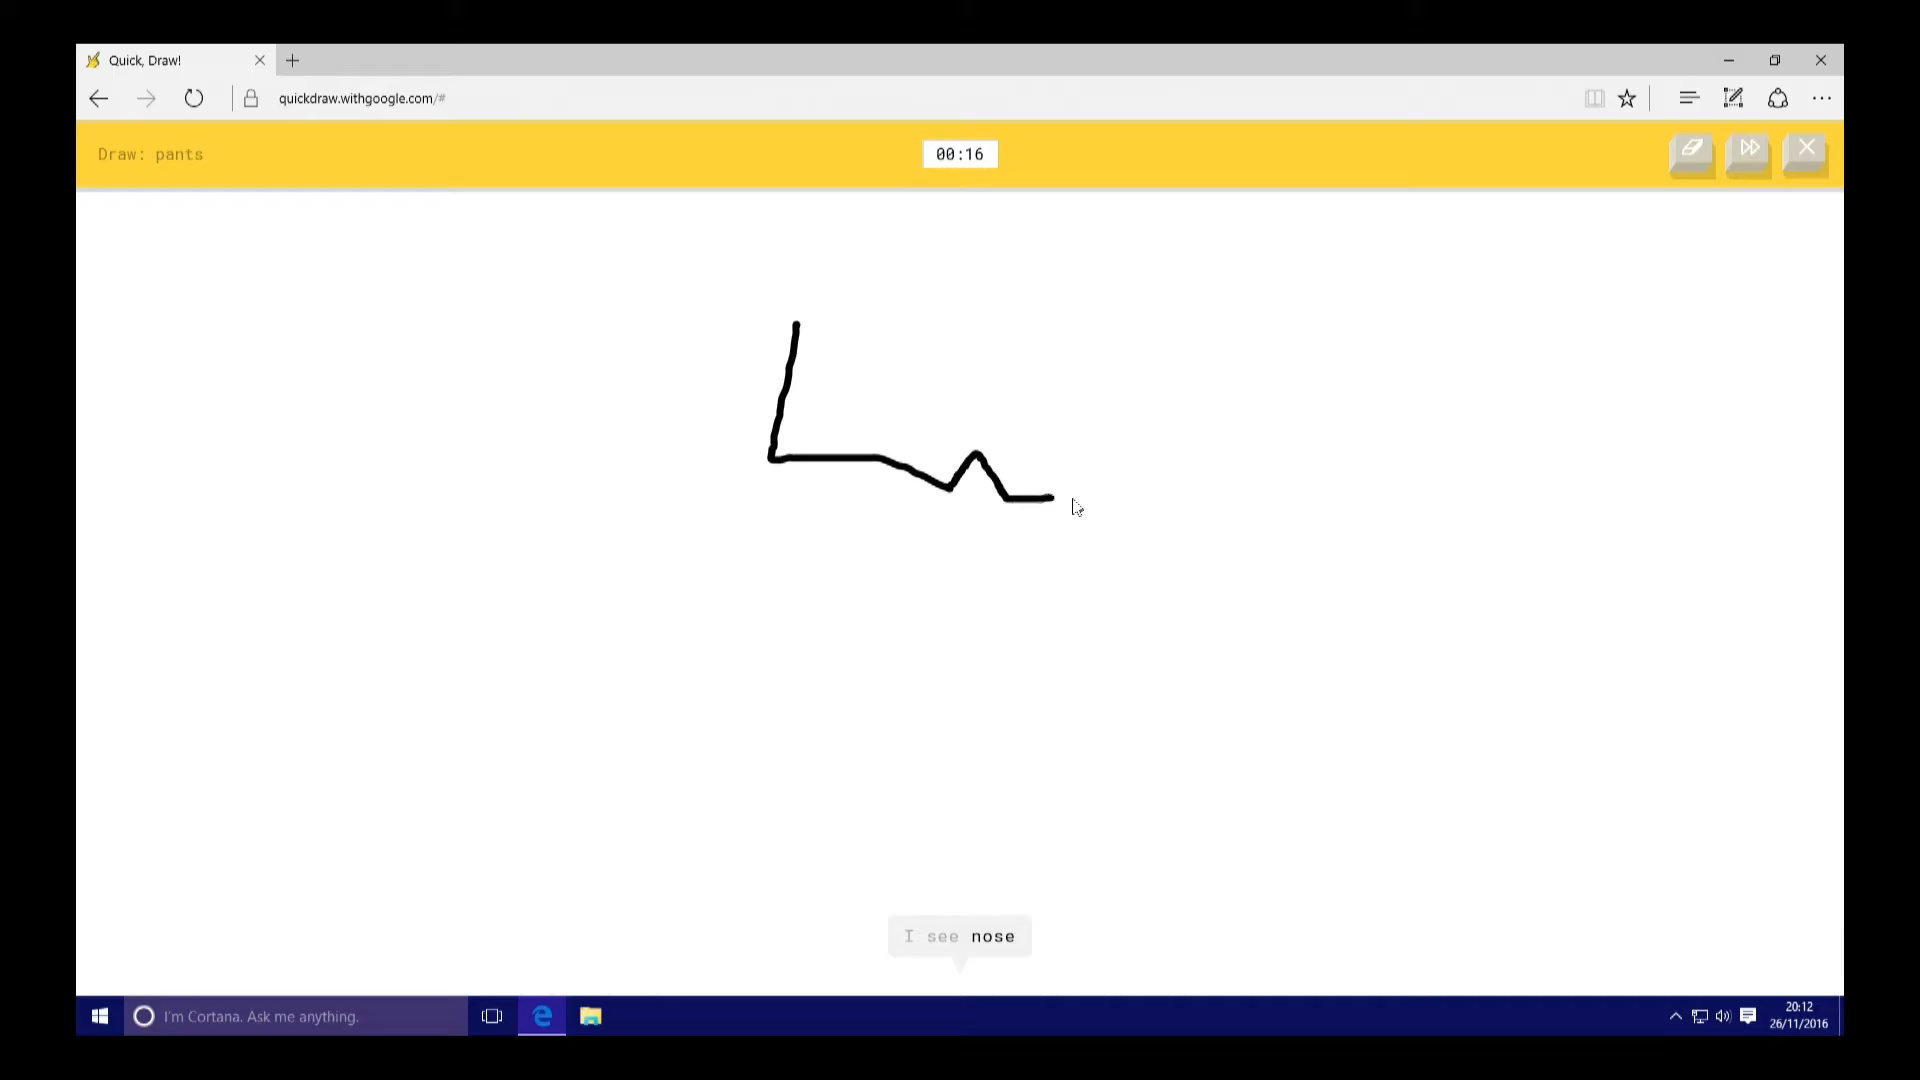 Quick, Draw!
quickdraw.withgoogle.com/#
Draw: pants
00:16
I see nose
I'm Cortana. Ask me anything.
20:12
26/11/2016